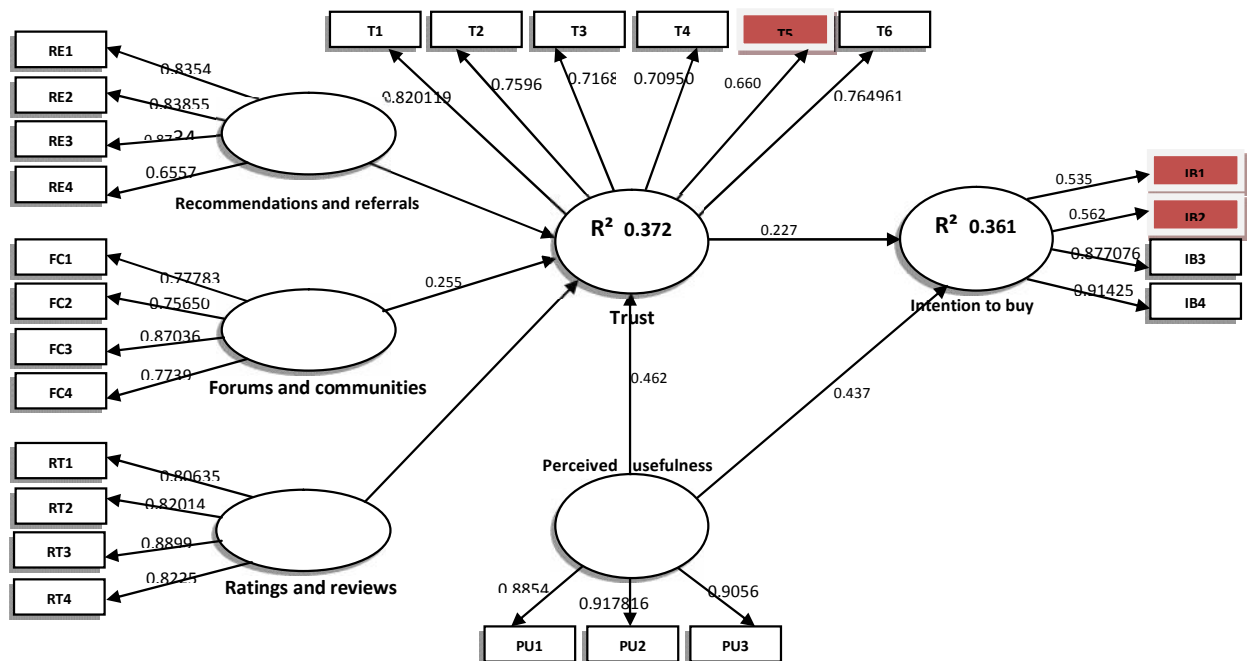 T1 T2 T3 T4 T5 T6
RE1
RE2
RE3
RE4
0.8354
0.83855
0.8734
0.6557
Recommendations and referrals
0.820119
0.7596
0.7168
0.70950
0.660
0.764961
R² 0.372
Trust
0.227
R² 0.361
Intention to buy
0.535
0.562
0.877076
0.91425
IB1
IB2
IB3
IB4
FC1
FC2
FC3
FC4
0.77783
0.75650
0.87036
0.7739
Forums and communities
0.255
0.462
0.437
RT1
RT2
RT3
RT4
0.80635
0.82014
0.8899
0.8225
Ratings and reviews
Perceived usefulness
0.8854
0.917816
0.9056
PU1 PU2 PU3